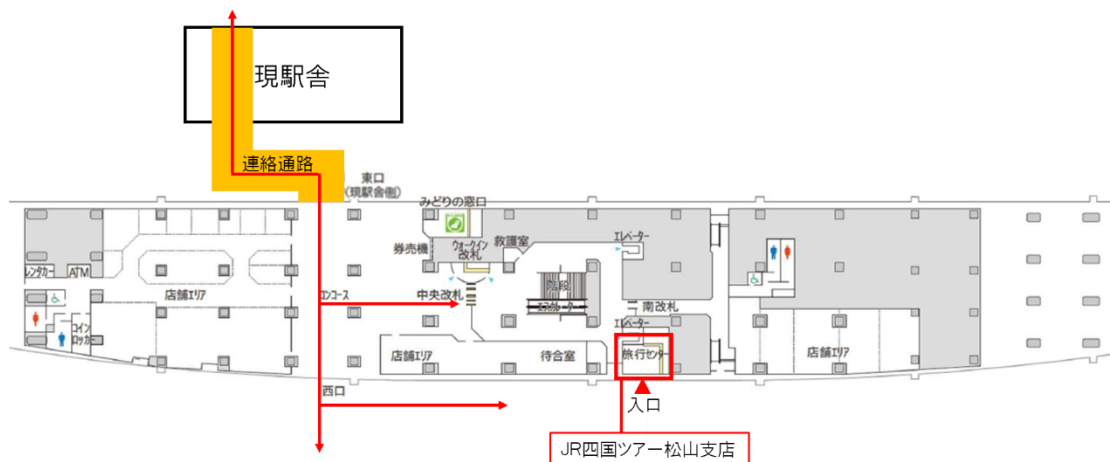 現駅舎
連絡通路
東口
(現駅舎側)
みどりの窓口
券売機
ウォークイン
改札
救護室
エレベーター
レンタカー
ATM
店舗エリア
コンコース
中央改札
階段
エスカレーター
南改札
エレベーター
コイン
ロッカー
店舗エリア
待合室
旅行センター
店舗エリア
西口
入口
JR四国ツアー松山支店